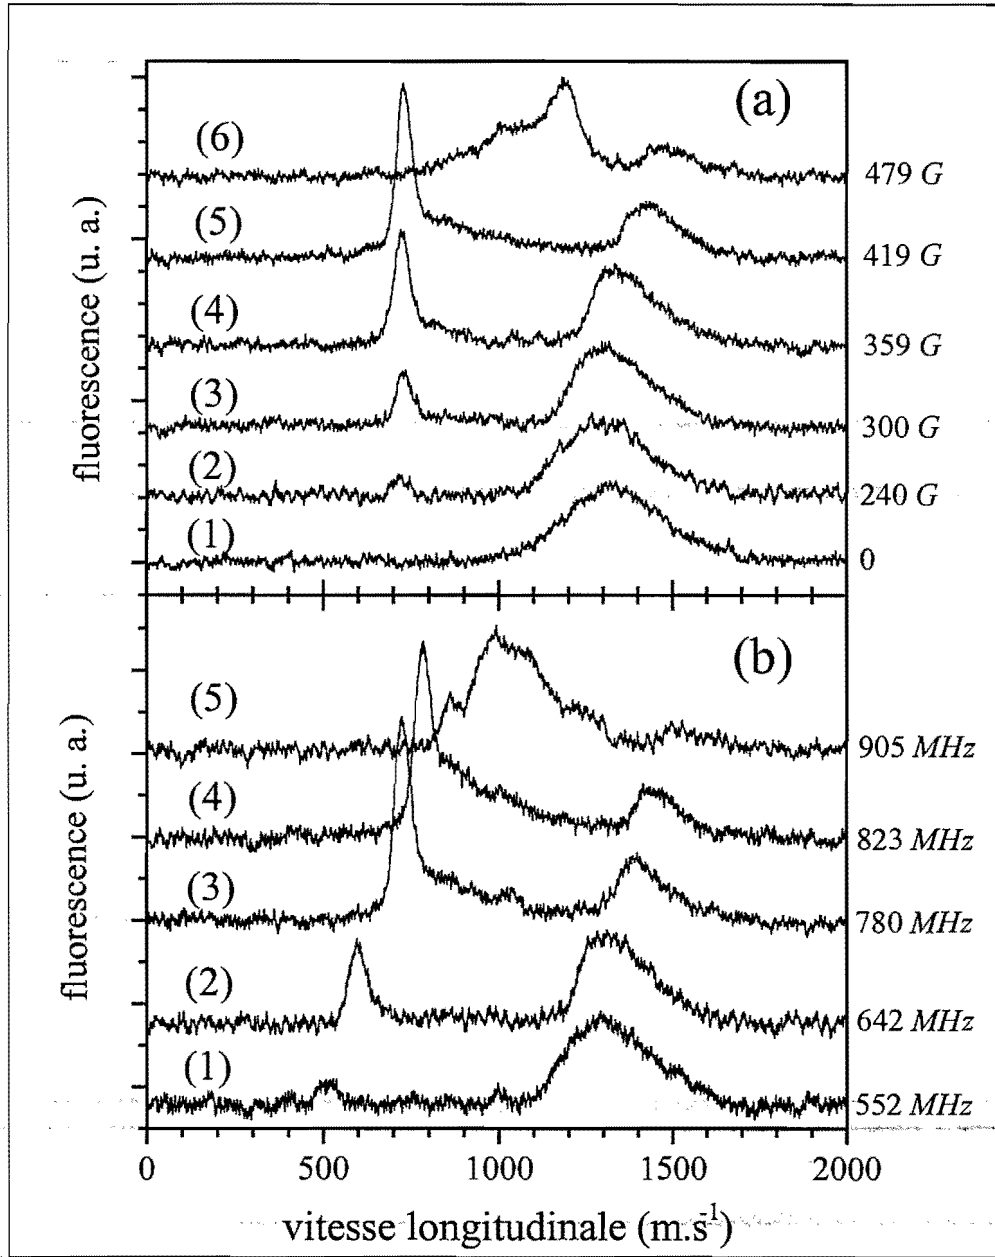 (a)
(6)
479 G
(5)
419 G
(4)
359 G
(3)
300 G
(2)
240 G
(1)
0
fluorescence (u. a.)
(b)
(5)
905 MHz
(4)
823 MHz
(3)
780 MHz
(2)
642 MHz
(1)
552 MHz
fluorescence (u. a.)
0 500 1000 1500 2000
vitesse longitudinale (m.s⁻¹)